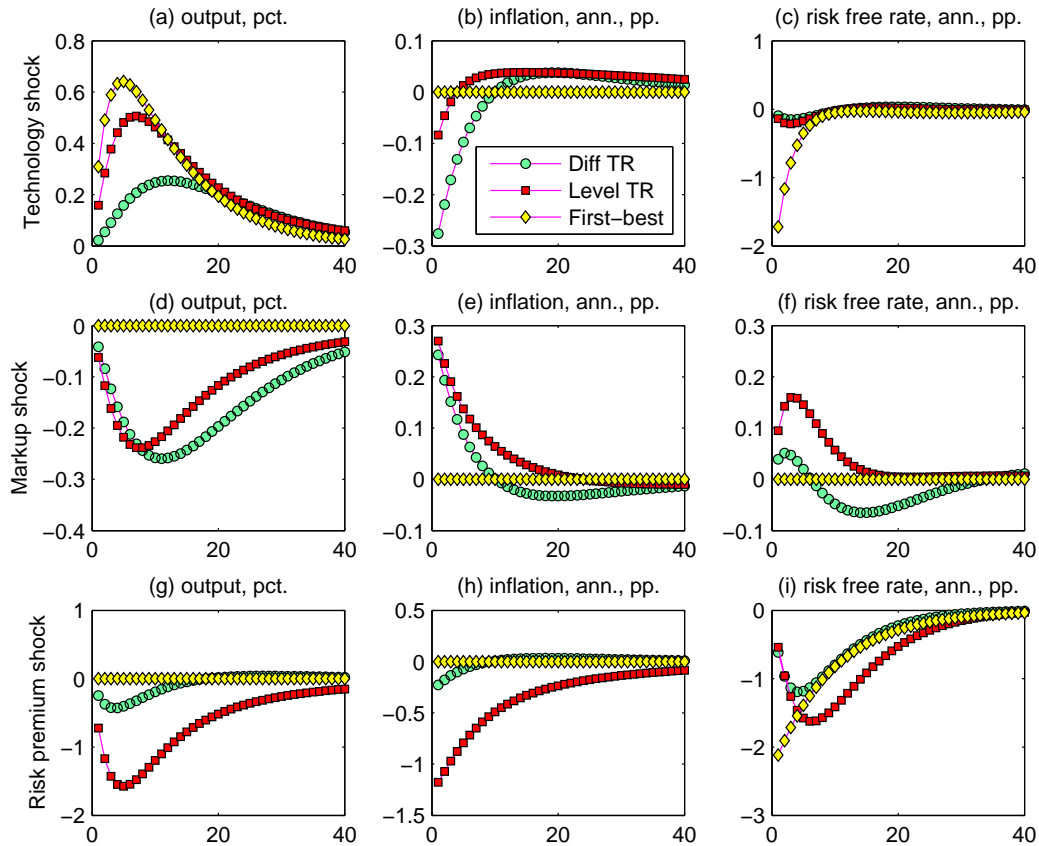 (a) output, pct.
(b) inflation, ann., pp.
(c) risk free rate, ann., pp.
Technology shock
0.8
0.6
0.4
0.2
0
0 20 40
0.1
0
−0.1
−0.2
−0.3
0 20 40
Diff TR
Level TR
First−best
1
0
−1
−2
0 20 40
(d) output, pct.
(e) inflation, ann., pp.
(f) risk free rate, ann., pp.
Markup shock
0
−0.1
−0.2
−0.3
−0.4
0 20 40
0.3
0.2
0.1
0
−0.1
0 20 40
0.3
0.2
0.1
0
−0.1
0 20 40
(g) output, pct.
(h) inflation, ann., pp.
(i) risk free rate, ann., pp.
Risk premium shock
1
0
−1
−2
0 20 40
0.5
0
−0.5
−1
−1.5
0 20 40
0
−1
−2
−3
0 20 40